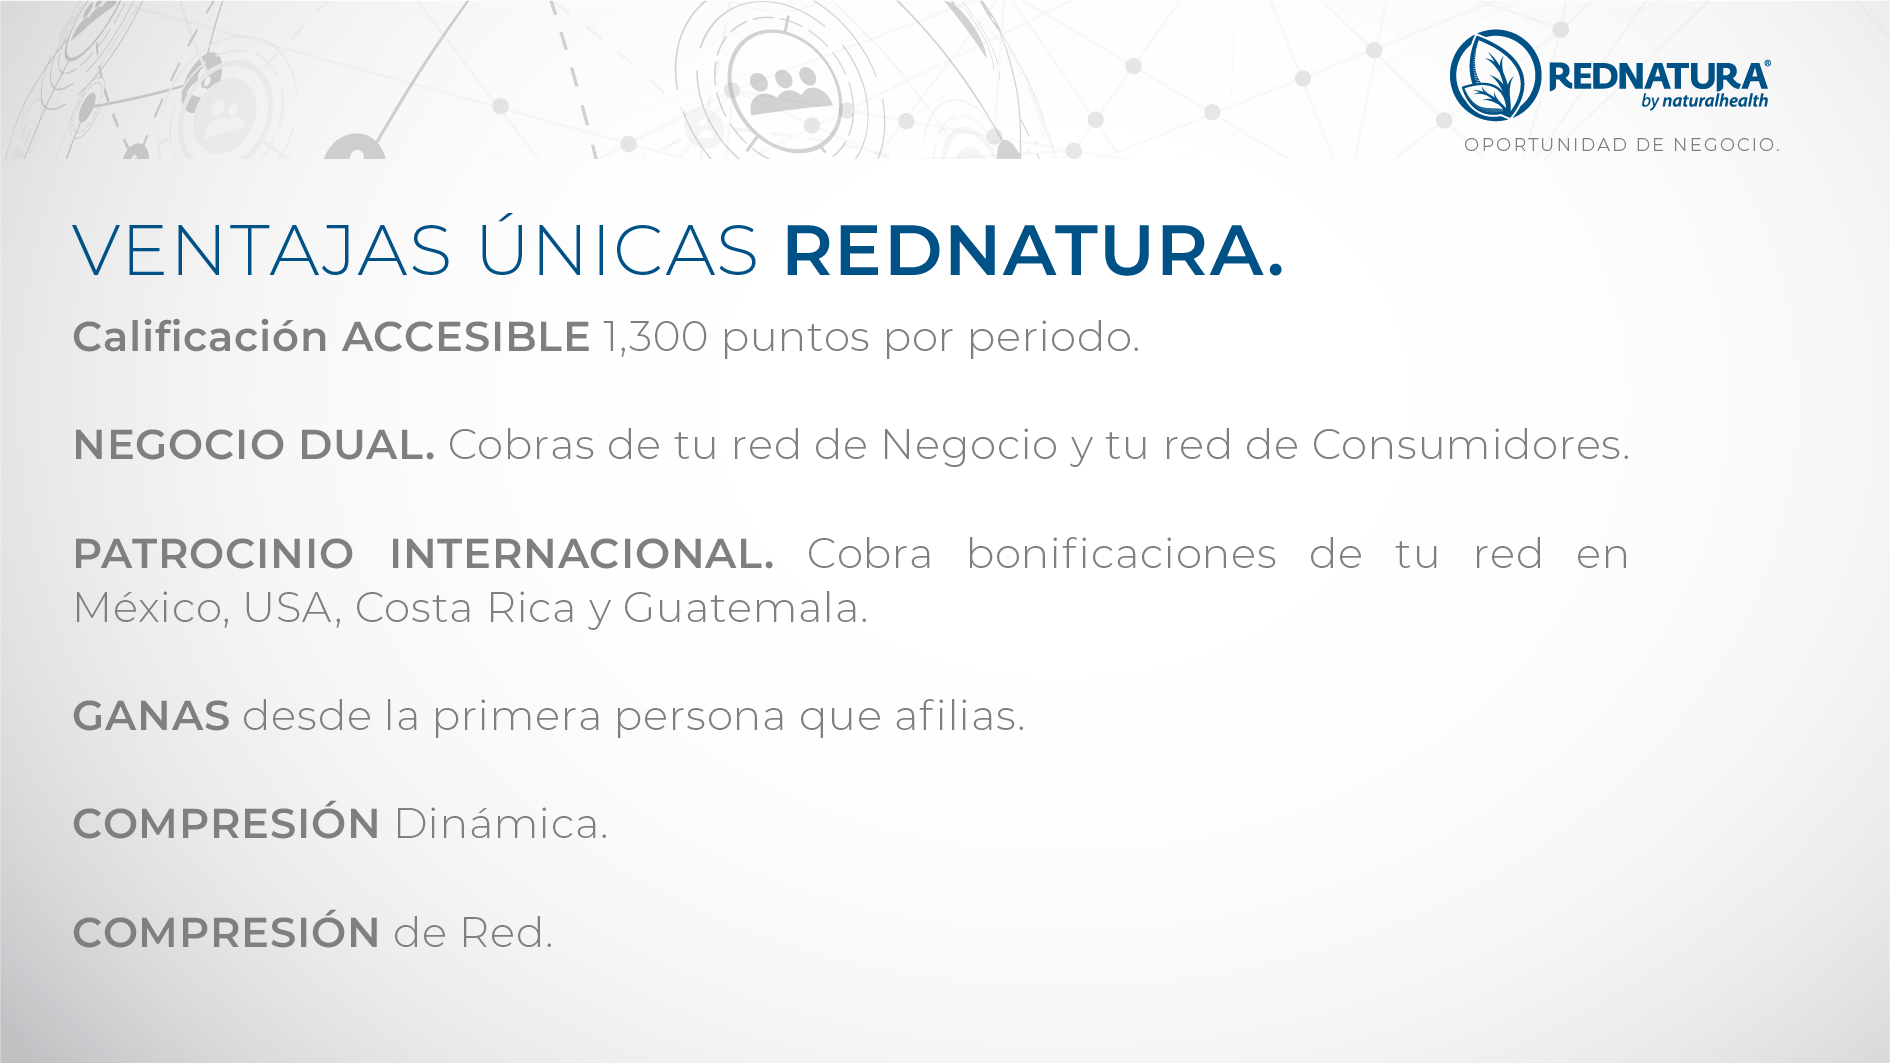 REDNATURA®
by naturalhealth
OPORTUNIDAD DE NEGOCIO.
VENTAJAS ÚNICAS REDNATURA.
Calificación ACCESIBLE 1,300 puntos por periodo.
NEGOCIO DUAL. Cobras de tu red de Negocio y tu red de Consumidores.
PATROCINIO INTERNACIONAL. Cobra bonificaciones de tu red en
México, USA, Costa Rica y Guatemala.
GANAS desde la primera persona que afilias.
COMPRESIÓN Dinámica.
COMPRESIÓN de Red.